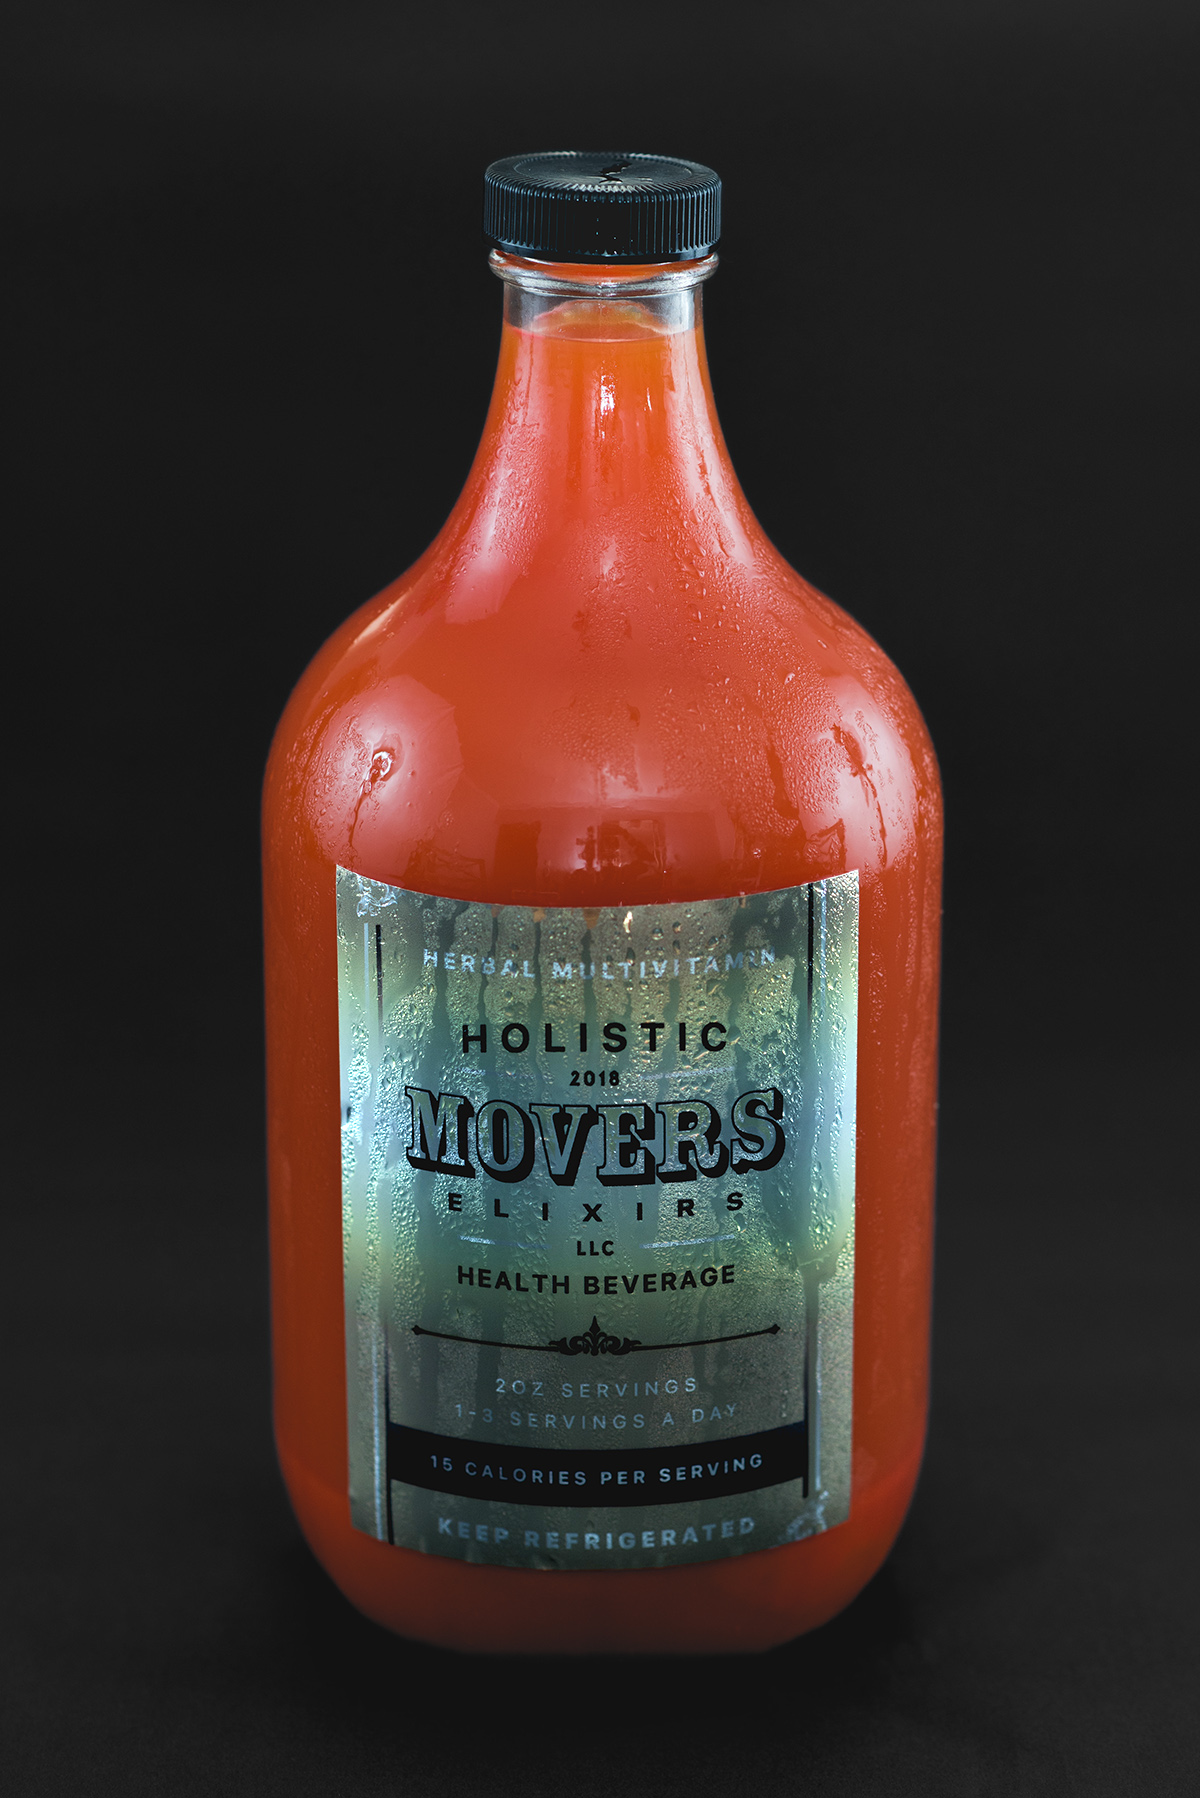 HERBAL MULTIVITAMIN
HOLISTIC
2018
MOVERS
ELIXIRS
LLC
HEALTH BEVERAGE
2OZ SERVINGS
1-3 SERVINGS A DAY
15 CALORIES PER SERVING
KEEP REFRIGERATED